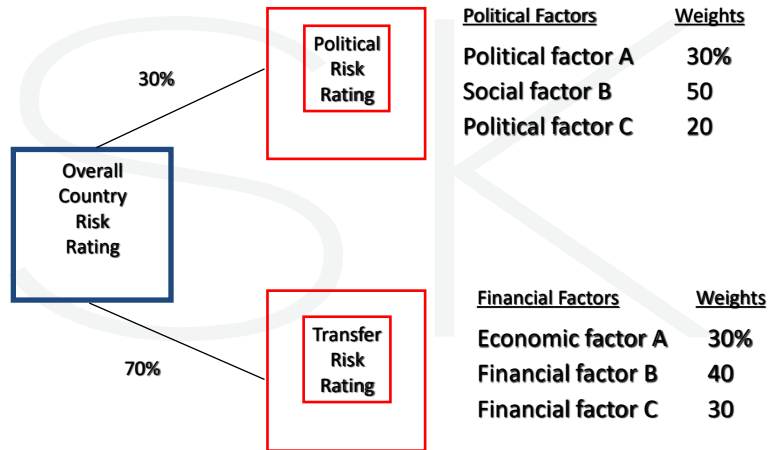 Political Factors Weights
Political factor A 30%
Social factor B 50
Political factor C 20
Political
Risk
Rating
30%
Overall
Country
Risk
Rating
70%
Transfer
Risk
Rating
Financial Factors Weights
Economic factor A 30%
Financial factor B 40
Financial factor C 30
SK